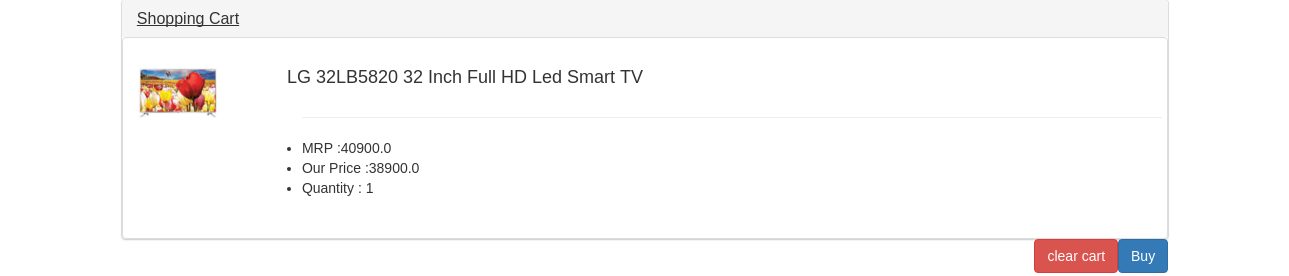 Shopping Cart
LG 32LB5820 32 Inch Full HD Led Smart TV
MRP :40900.0
Our Price :38900.0
Quantity : 1
clear cart Buy